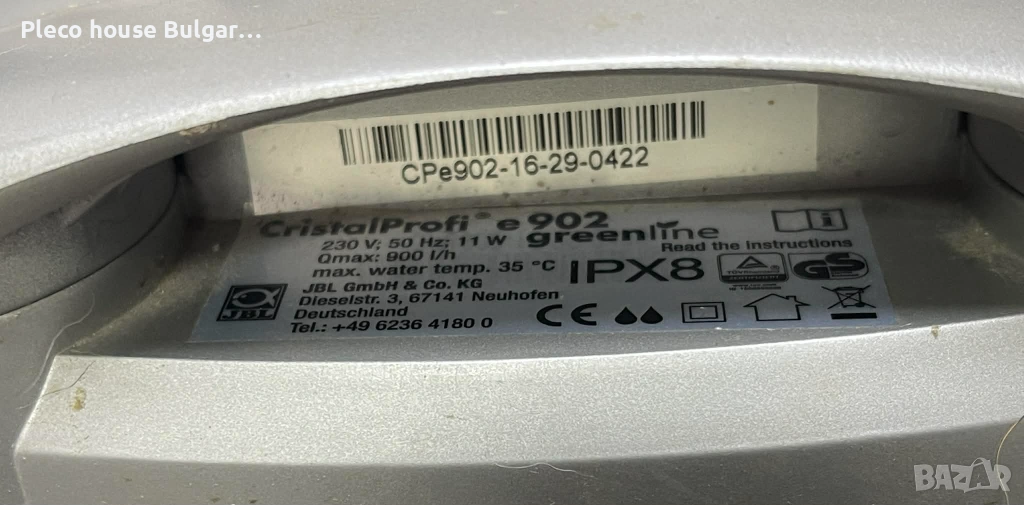 Pleco house Bulgar...
CPe902-16-29-0422
CristalProfi® e902
230 V; 50 Hz; 11 W greenline
Qmax: 900 l/h Read the instructions
max. water temp. 35 °C IPX8
JBL GmbH & Co. KG
Dieselstr. 3, 67141 Neuhofen
Deutschland
Tel.: +49 6236 4180 0
JBL
CE
GS
BAZAR